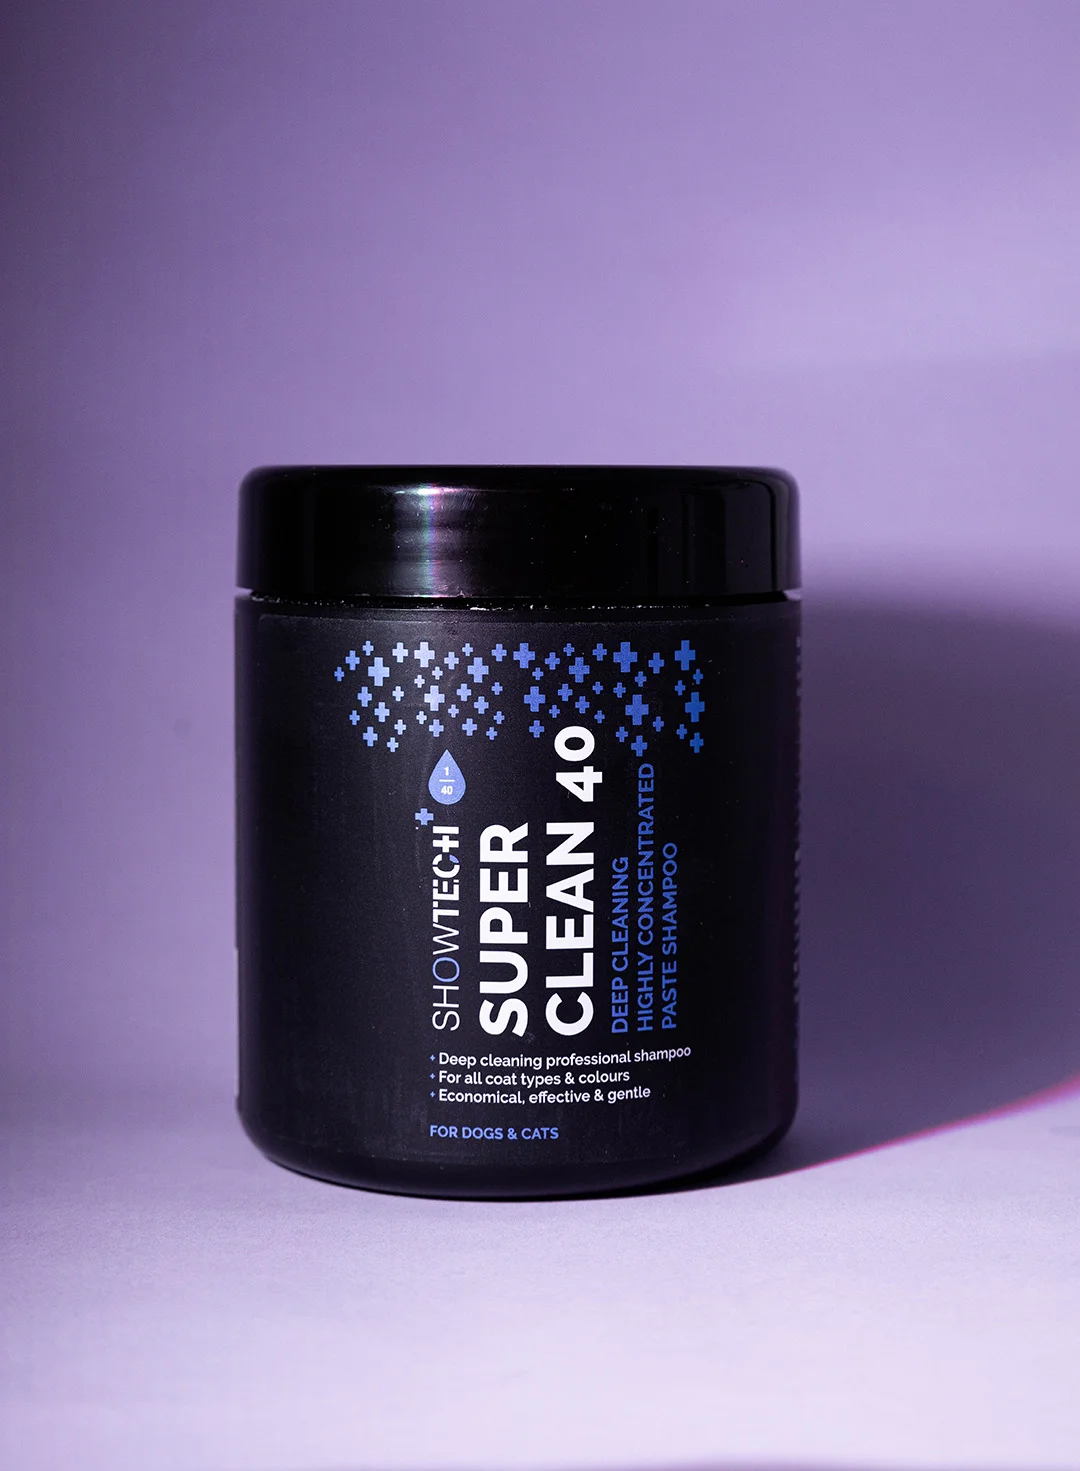 1
40
SHOWTECH+
SUPER
CLEAN 40
DEEP CLEANING
HIGHLY CONCENTRATED
PASTE SHAMPOO
+ Deep cleaning professional shampoo
+ For all coat types & colours
+ Economical, effective & gentle
FOR DOGS & CATS